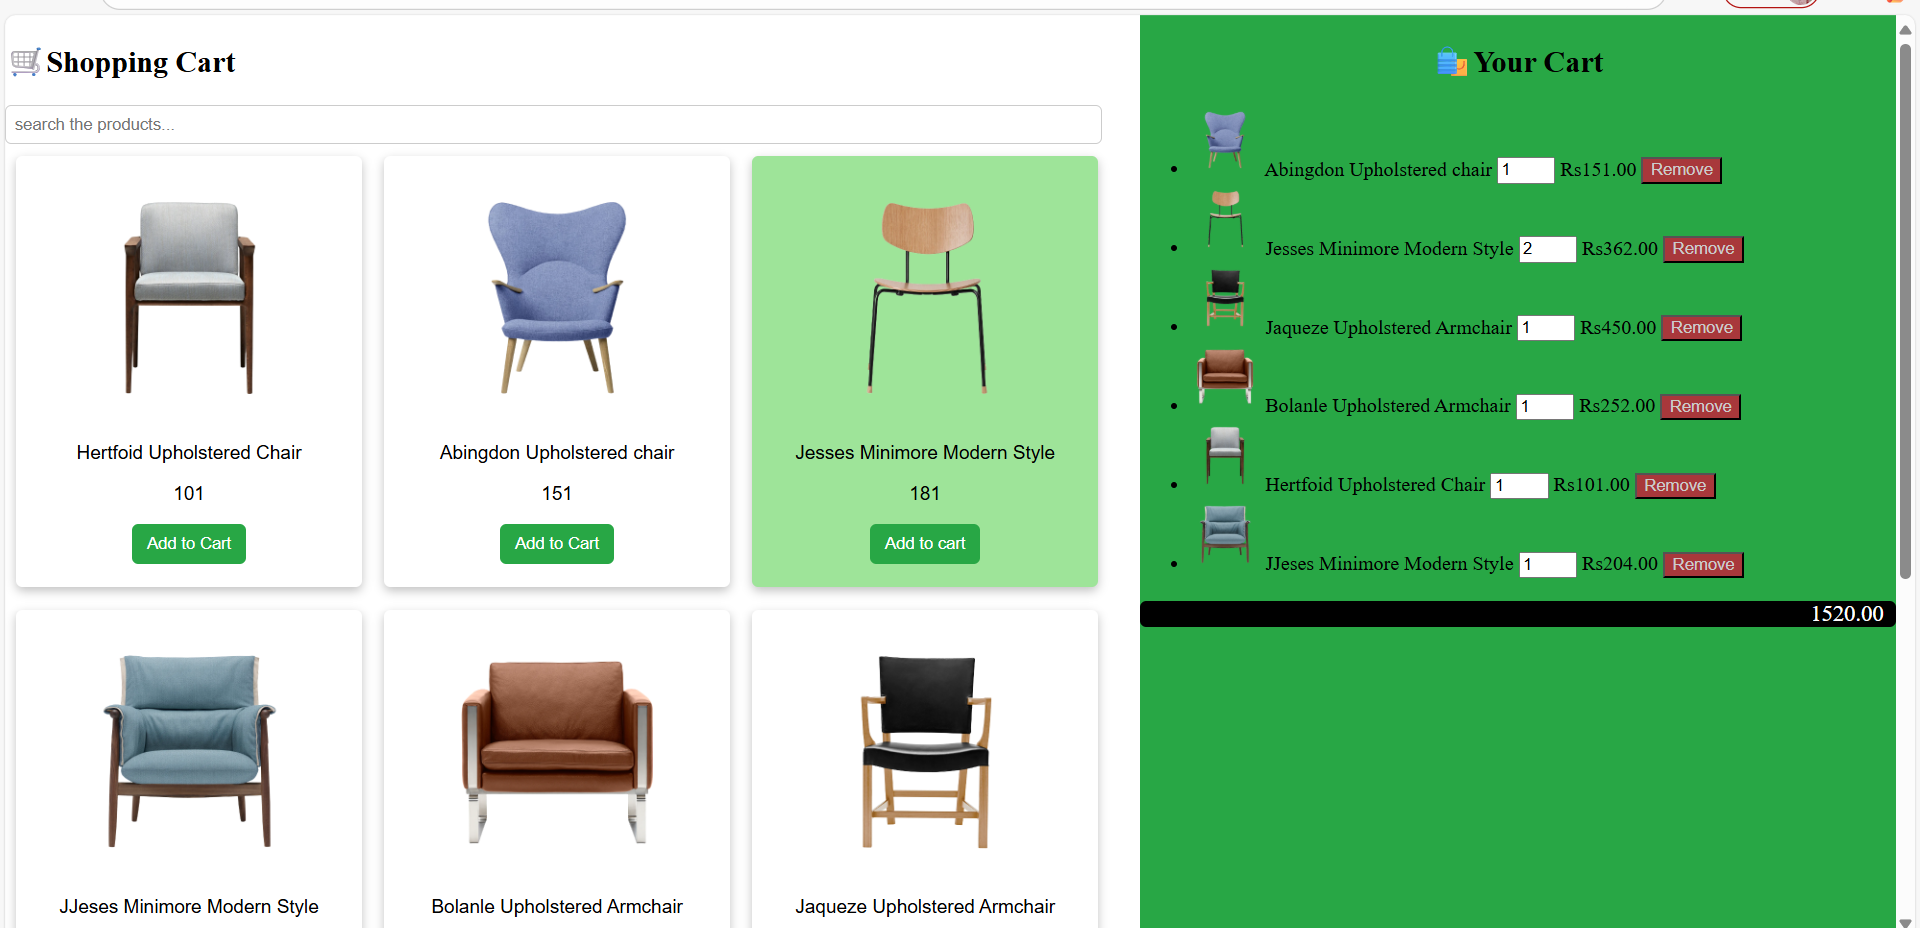 Shopping Cart
search the products...
Hertfoid Upholstered Chair
101
Add to Cart
Abingdon Upholstered chair
151
Add to Cart
Jesses Minimore Modern Style
181
Add to cart
JJeses Minimore Modern Style
Bolanle Upholstered Armchair
Jaqueze Upholstered Armchair
Your Cart
Abingdon Upholstered chair 1 Rs151.00 Remove
Jesses Minimore Modern Style 2 Rs362.00 Remove
Jaqueze Upholstered Armchair 1 Rs450.00 Remove
Bolanle Upholstered Armchair 1 Rs252.00 Remove
Hertfoid Upholstered Chair 1 Rs101.00 Remove
JJeses Minimore Modern Style 1 Rs204.00 Remove
1520.00